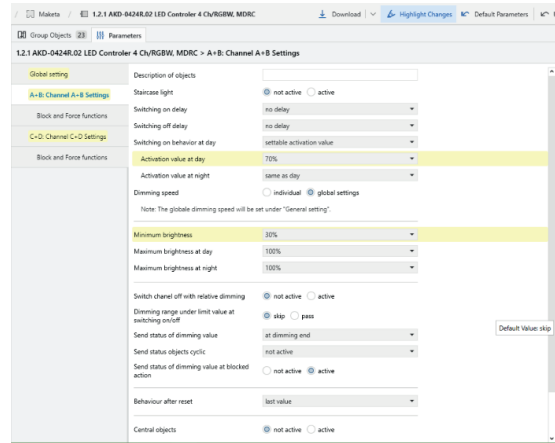 / Maketa / 1.2.1 AKD-0424R.02 LED Controler 4 Ch/RGBW, MDRC Download Highlight Changes Default Parameters
Group Objects 23 Parameters
1.2.1 AKD-0424R.02 LED Controler 4 Ch/RGBW, MDRC > A+B: Channel A+B Settings
Global setting
A+B: Channel A+B Settings
Block and Force functions
C+D: Channel C+D Settings
Block and Force functions
Description of objects
Staircase light not active active
Switching on delay no delay
Switching off delay no delay
Switching on behavior at day settable activation value
Activation value at day 70%
Activation value at night same as day
Dimming speed individual global settings
Note: The globale dimming speed will be set under "General setting".
Minimum brightness 30%
Maximum brightness at day 100%
Maximum brightness at night 100%
Switch chanel off with relative dimming not active active
Dimming range under limit value at
switching on/off skip pass
Send status of dimming value at dimming end
Send status objects cyclic not active
Send status of dimming value at blocked
action not active active
Behaviour after reset last value
Central objects not active active
Default Value: skip